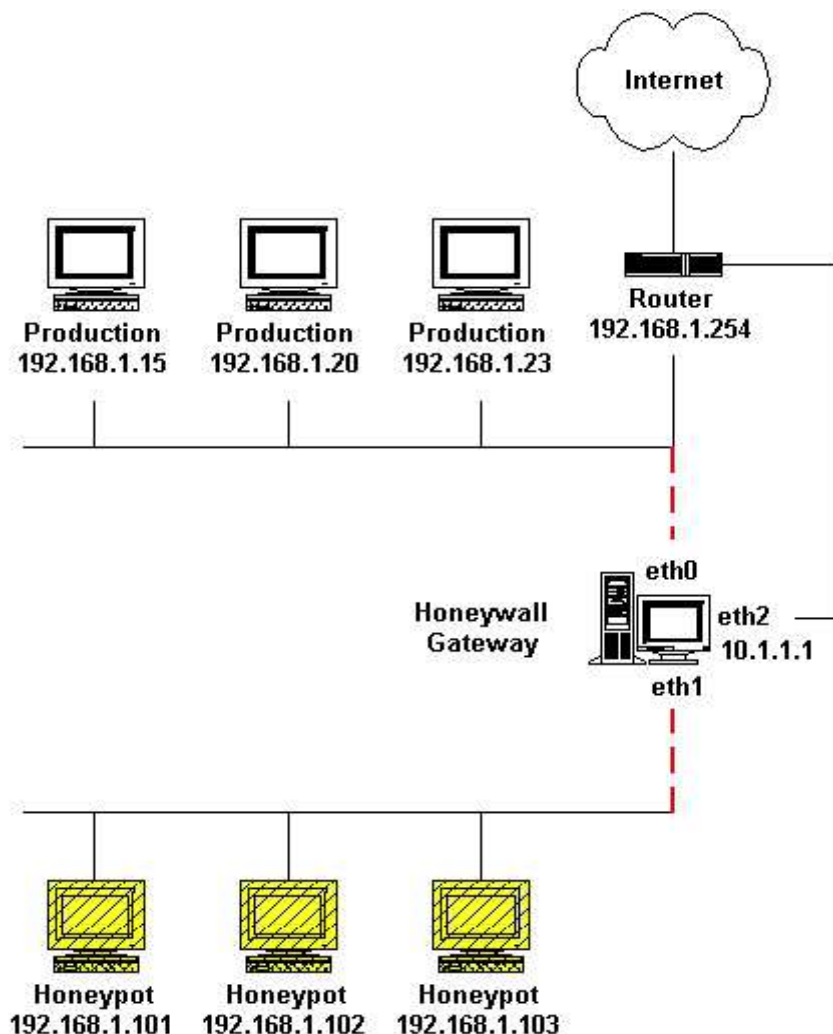 Internet
Production
192.168.1.15
Production
192.168.1.20
Production
192.168.1.23
Router
192.168.1.254
Honeywall
Gateway
eth0
eth2
10.1.1.1
eth1
Honeypot
192.168.1.101
Honeypot
192.168.1.102
Honeypot
192.168.1.103